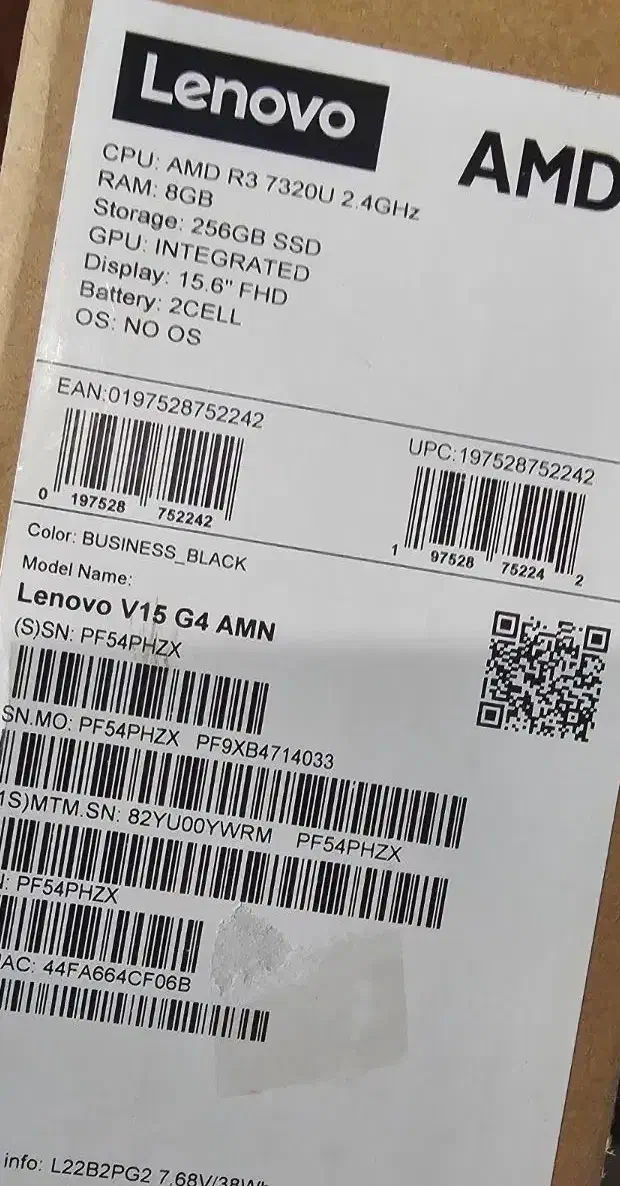 Lenovo
AMD
CPU: AMD R3 7320U 2.4GHz
RAM: 8GB
Storage: 256GB SSD
GPU: INTEGRATED
Display: 15.6" FHD
Battery: 2CELL
OS: NO OS
EAN:0197528752242
0 197528 752242
UPC:197528752242
1 97528 75224 2
Color: BUSINESS_BLACK
Model Name:
Lenovo V15 G4 AMN
(S)SN: PF54PHZX
SN.MO: PF54PHZX PF9XB4714033
1S)MTM.SN: 82YU00YWRM PF54PHZX
: PF54PHZX
AC: 44FA664CF06B
info: L22B2PG2 7.68V/38Wh